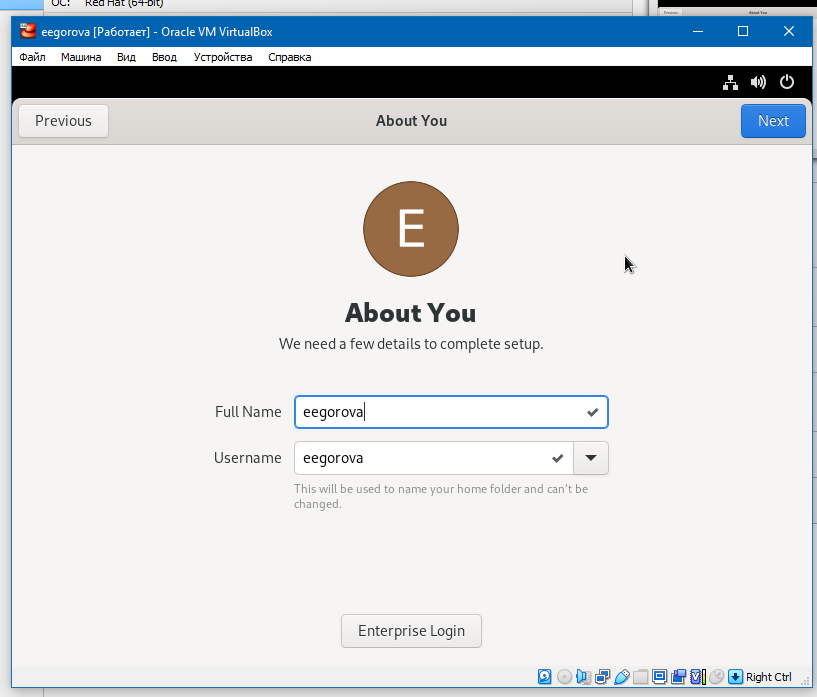 ОС: Red Hat (64-bit)
eegorova [Работает] - Oracle VM VirtualBox
Файл Машина Вид Ввод Устройства Справка
Previous About You Next
E
About You
We need a few details to complete setup.
Full Name eegorova
Username eegorova
This will be used to name your home folder and can't be
changed.
Enterprise Login
Right Ctrl